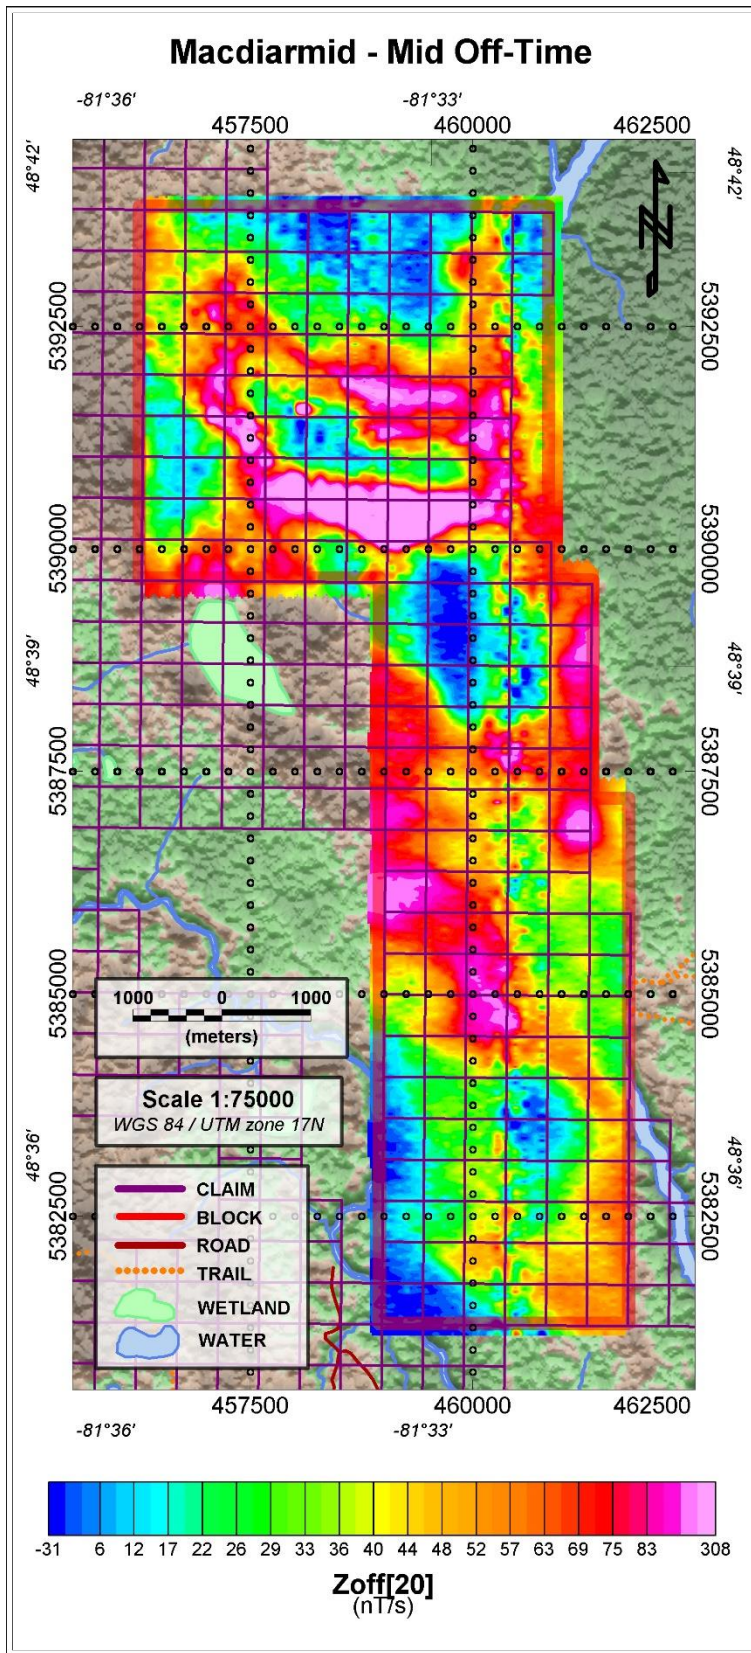 Macdiarmid - Mid Off-Time
-81°36' -81°33'
457500 460000 462500
48°42' 48°42'
5392500 5392500
5390000 5390000
48°39' 48°39'
5387500 5387500
5385000 5385000
1000 0 1000
(meters)
Scale 1:75000
WGS 84 / UTM zone 17N
48°36' 48°36'
5382500 5382500
CLAIM
BLOCK
ROAD
TRAIL
WETLAND
WATER
457500 460000 462500
-81°36' -81°33'
-31 6 12 17 22 26 29 33 36 40 44 48 52 57 63 69 75 83 308
Zoff[20]
(nT/s)